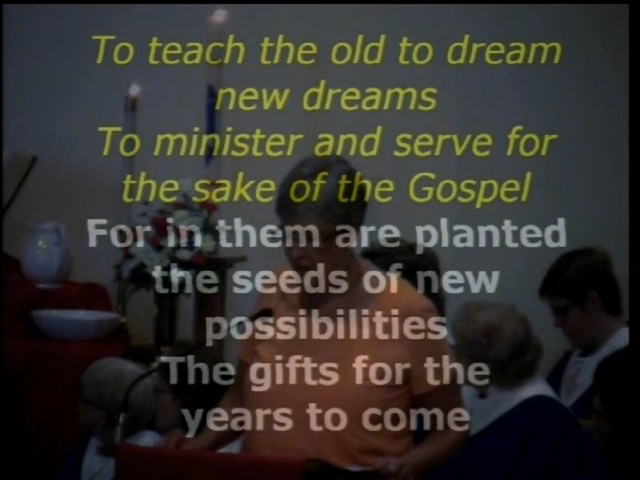 To teach the old to dream
new dreams
To minister and serve for
the sake of the Gospel
For in them are planted
the seeds of new
possibilities
The gifts for the
years to come